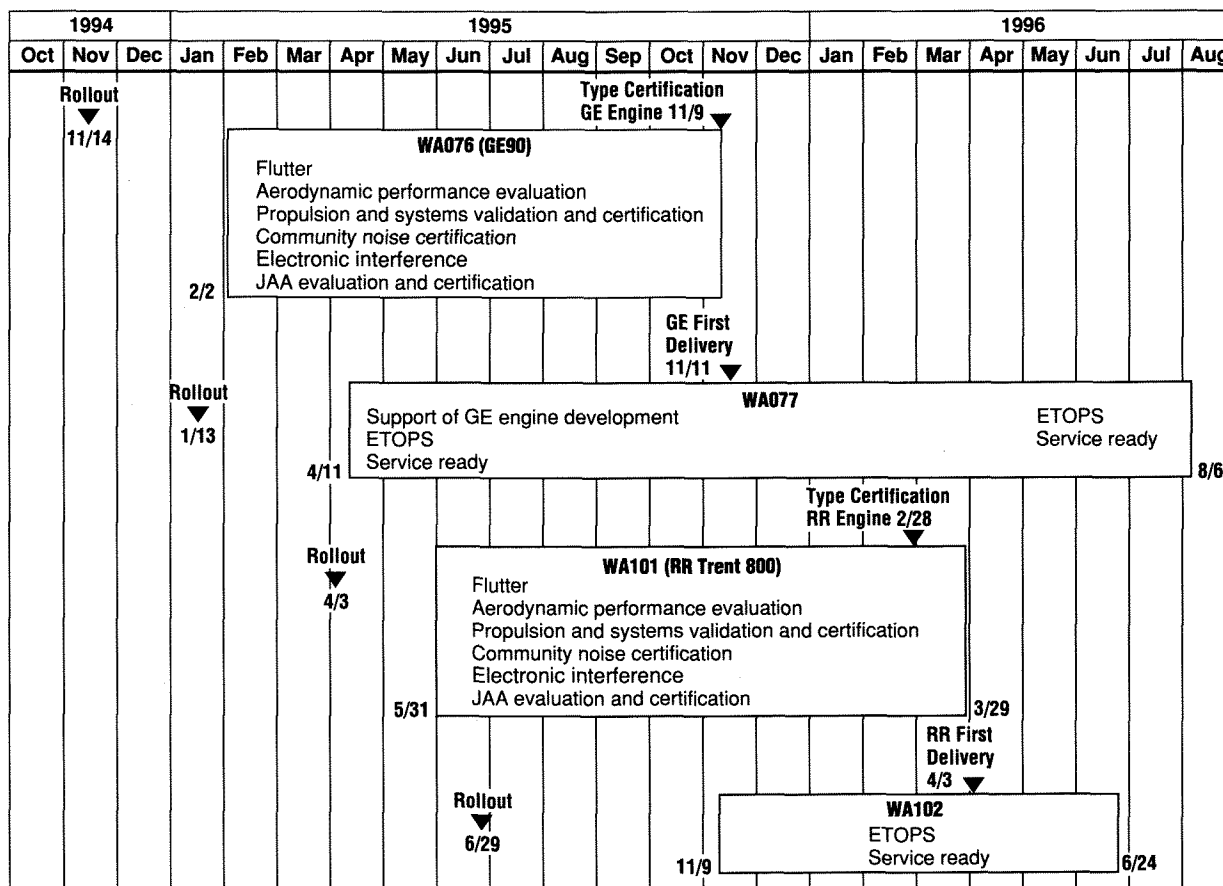 1994 1995 1996
Oct Nov Dec Jan Feb Mar Apr May Jun Jul Aug Sep Oct Nov Dec Jan Feb Mar Apr May Jun Jul Aug
Rollout
11/14
Type Certification
GE Engine 11/9
WA076 (GE90)
Flutter
Aerodynamic performance evaluation
Propulsion and systems validation and certification
Community noise certification
Electronic interference
JAA evaluation and certification
2/2
GE First
Delivery
11/11
Rollout
1/13
WA077
Support of GE engine development
ETOPS
Service ready
ETOPS
Service ready
4/11
8/6
Type Certification
RR Engine 2/28
Rollout
4/3
WA101 (RR Trent 800)
Flutter
Aerodynamic performance evaluation
Propulsion and systems validation and certification
Community noise certification
Electronic interference
JAA evaluation and certification
5/31
3/29
RR First
Delivery
4/3
Rollout
6/29
WA102
ETOPS
Service ready
11/9
6/24